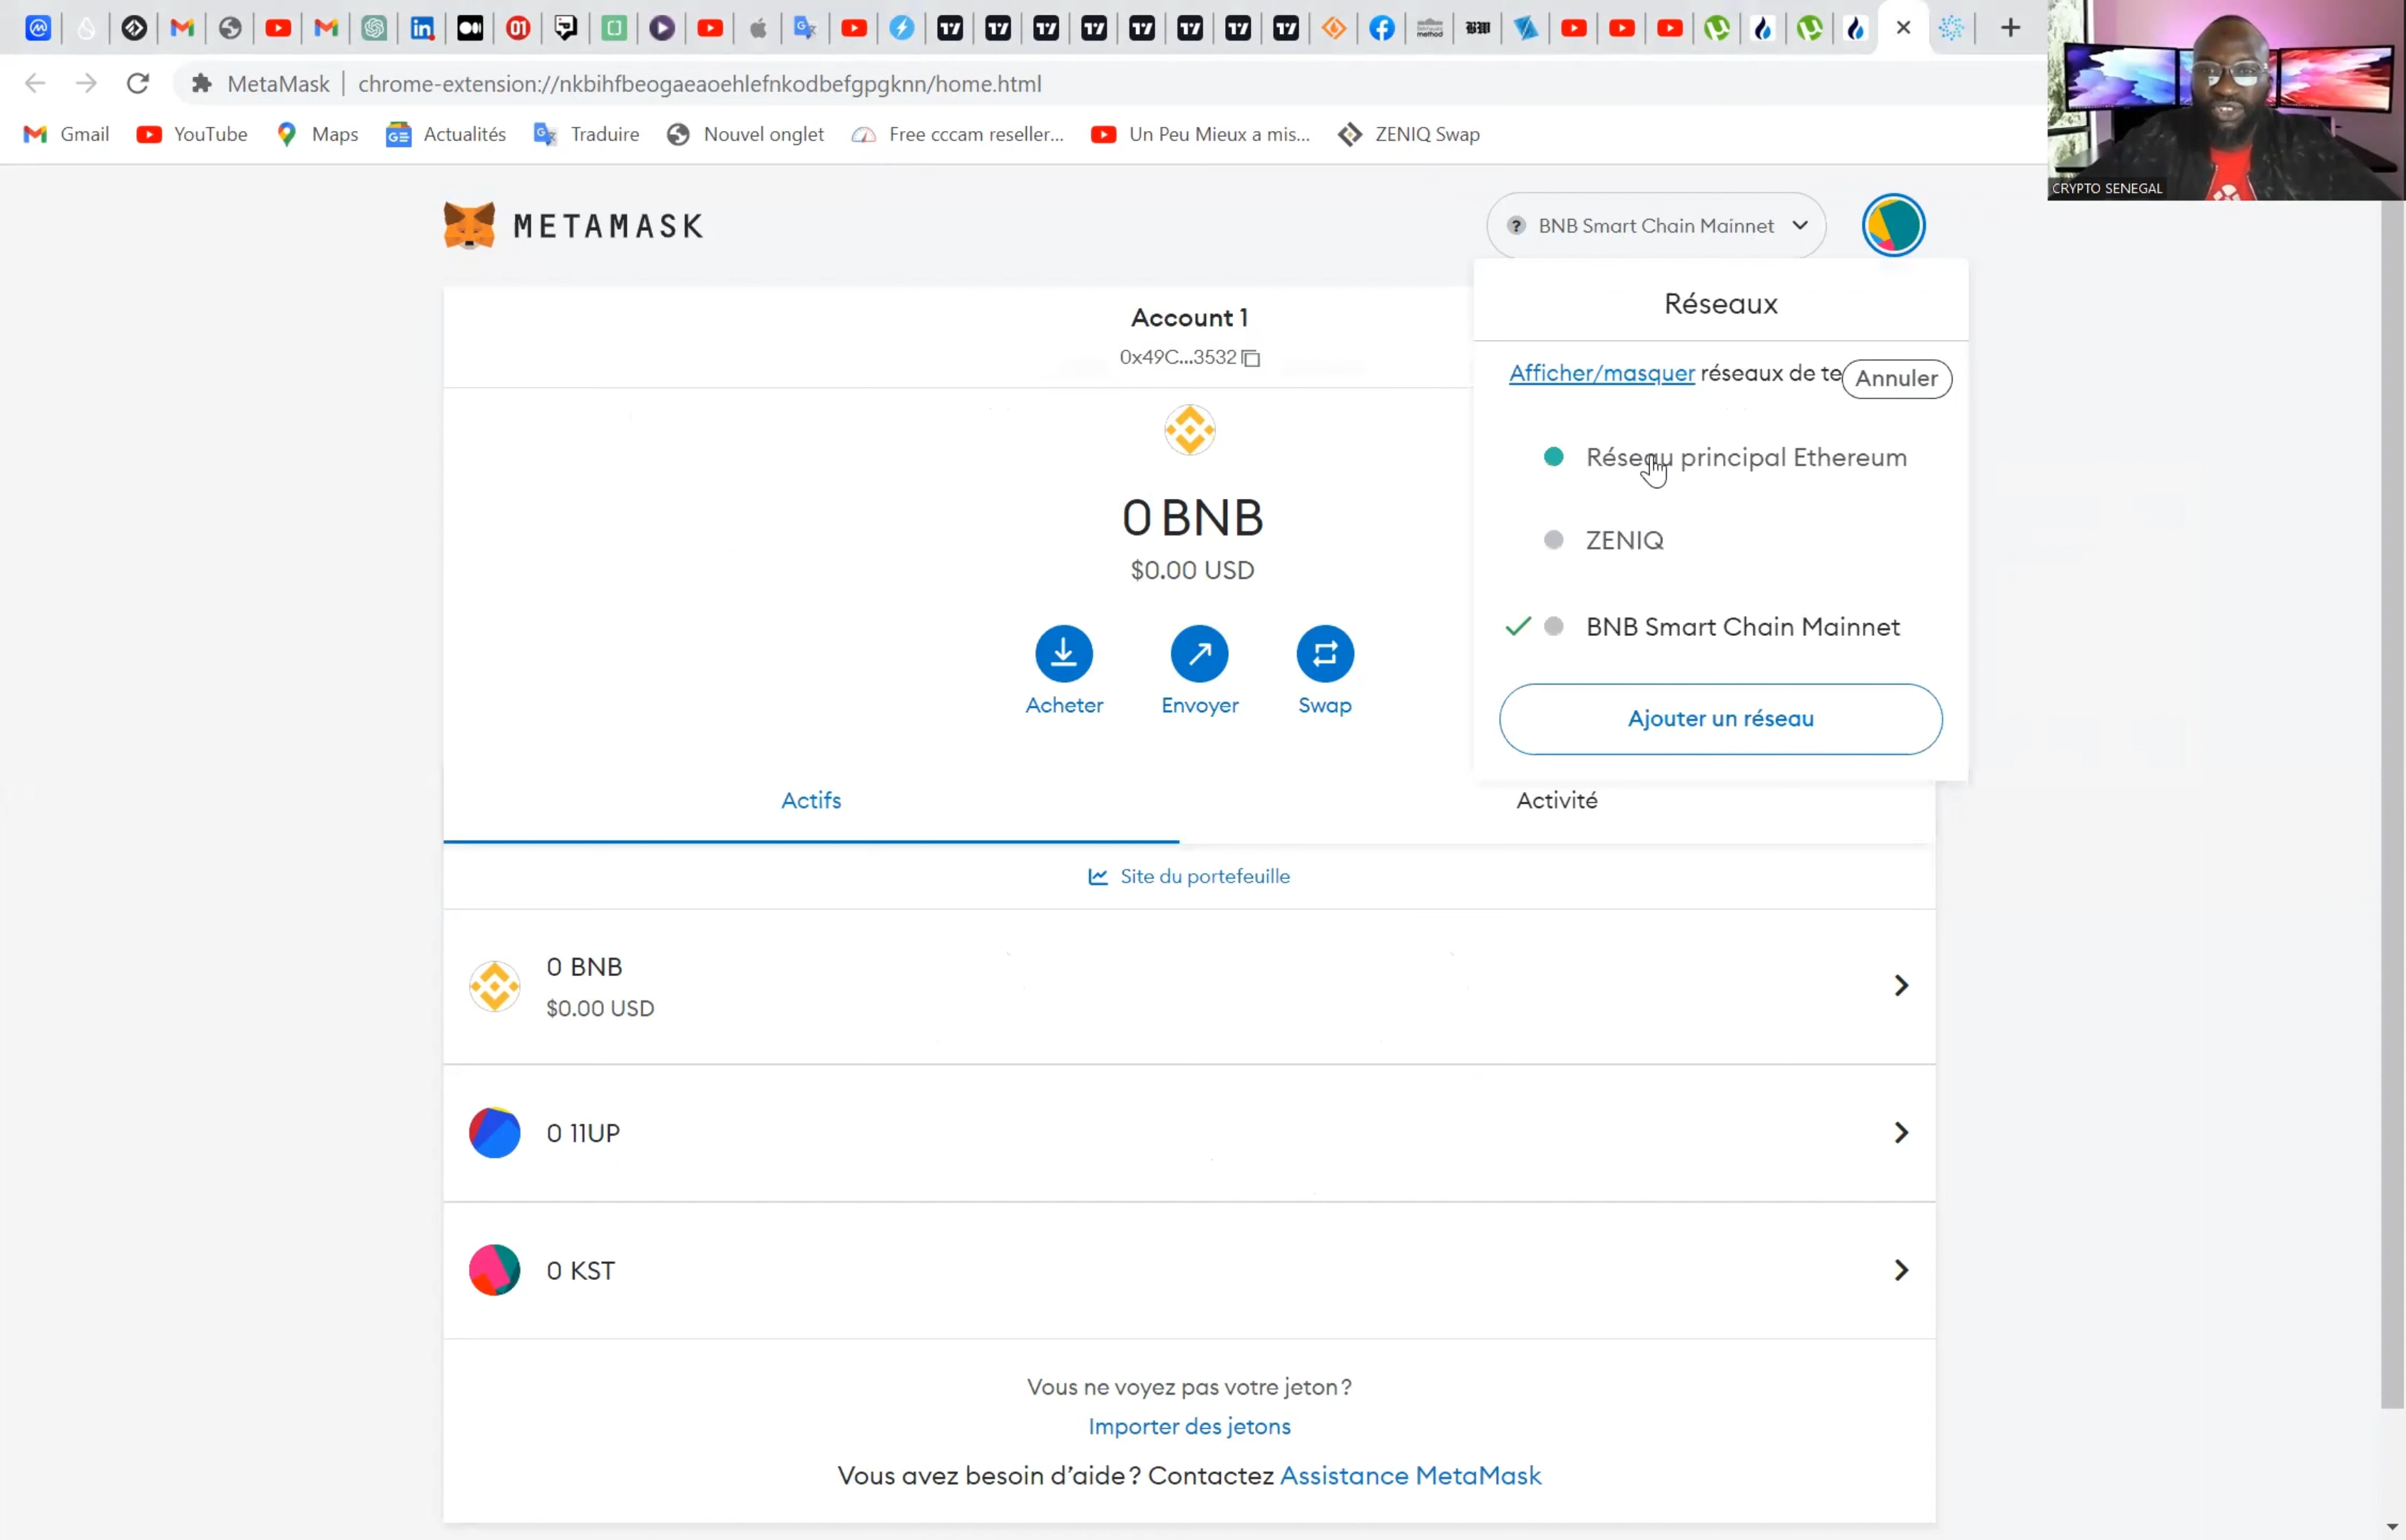 MetaMask | chrome-extension://nkbihfbeogaeaoehlefnkodbefgpgknn/home.html
Gmail YouTube Maps Actualités Traduire Nouvel onglet Free cccam reseller... Un Peu Mieux a mis... ZENIQ Swap
CRYPTO SENEGAL
METAMASK
BNB Smart Chain Mainnet
Réseaux
Afficher/masquer réseaux de te
Annuler
Réseau principal Ethereum
ZENIQ
BNB Smart Chain Mainnet
Ajouter un réseau
Account 1
0x49C...3532
0 BNB
$0.00 USD
Acheter Envoyer Swap
Actifs Activité
Site du portefeuille
0 BNB
$0.00 USD
0 11UP
0 KST
Vous ne voyez pas votre jeton ?
Importer des jetons
Vous avez besoin d’aide ? Contactez Assistance MetaMask